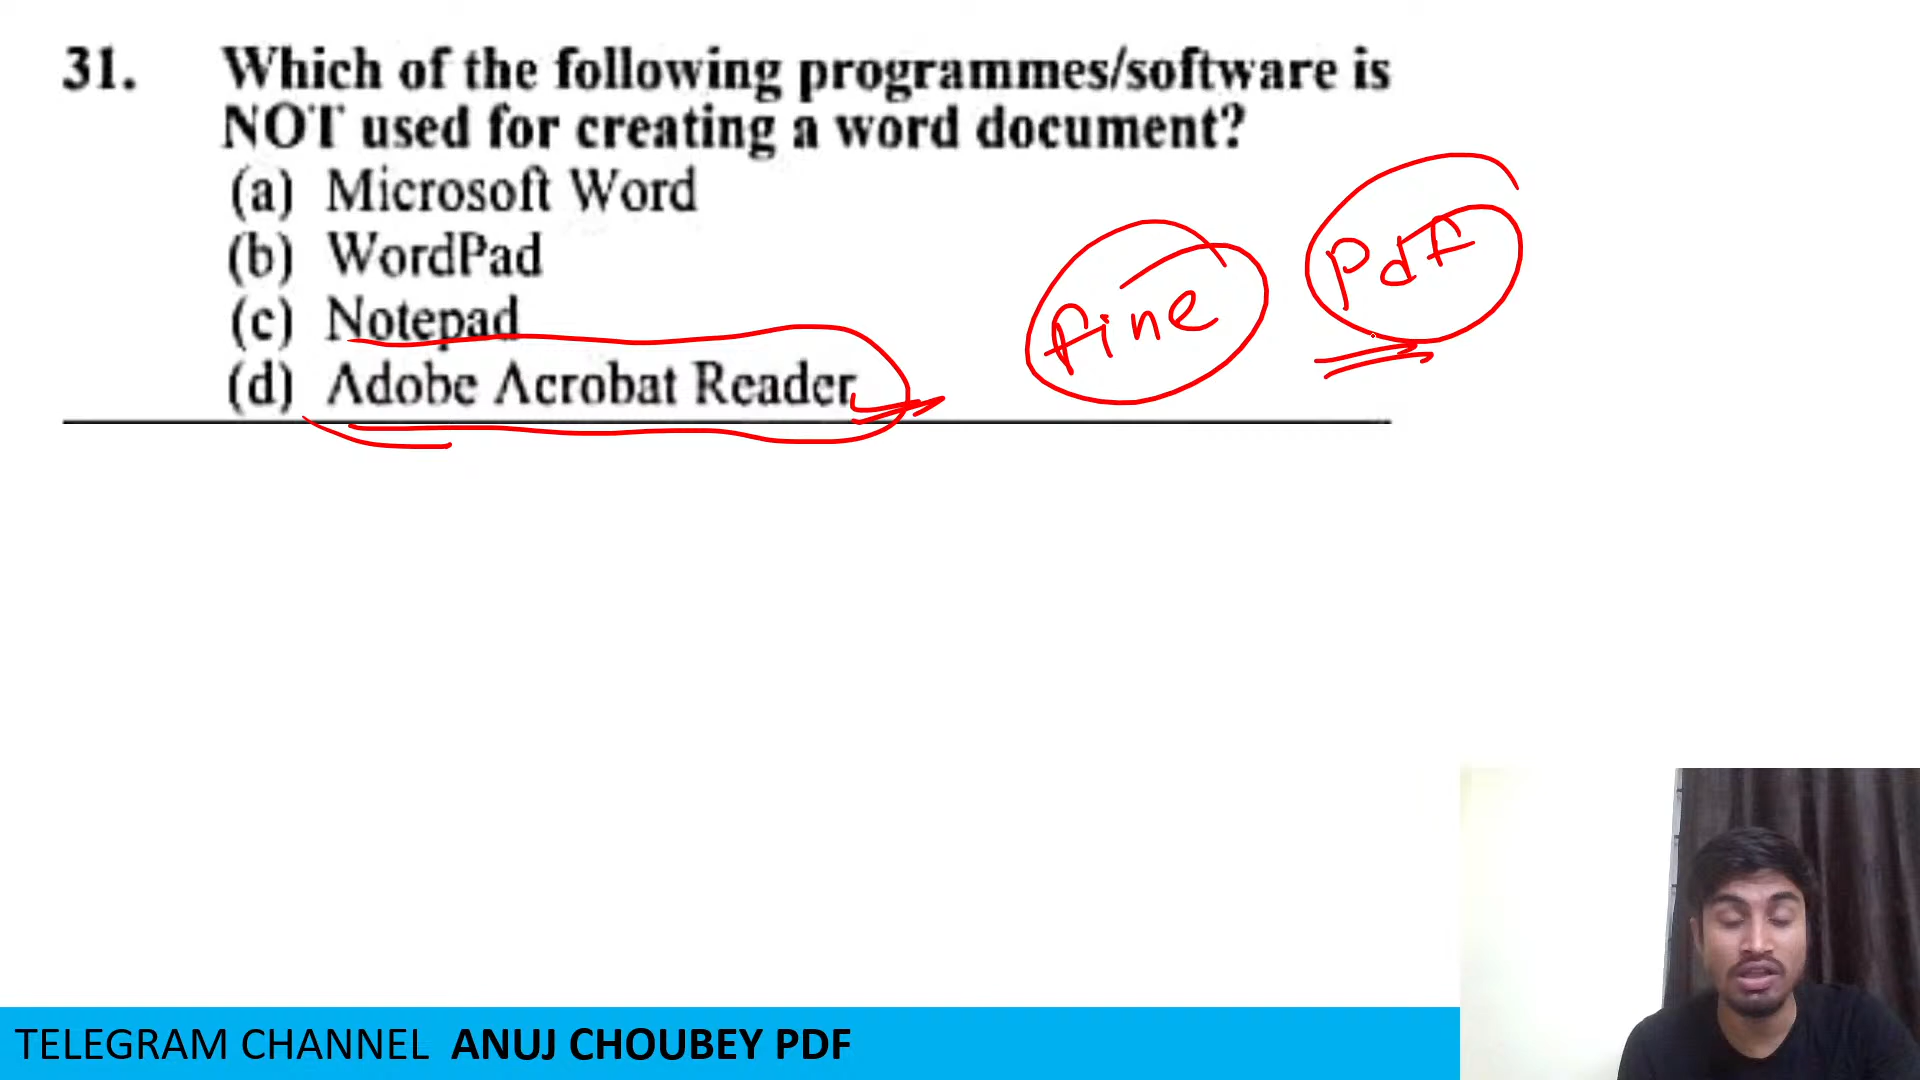 31. Which of the following programmes/software is
NOT used for creating a word document?
(a) Microsoft Word
(b) WordPad
(c) Notepad
(d) Adobe Acrobat Reader
fine
Pdf
TELEGRAM CHANNEL ANUJ CHOUBEY PDF